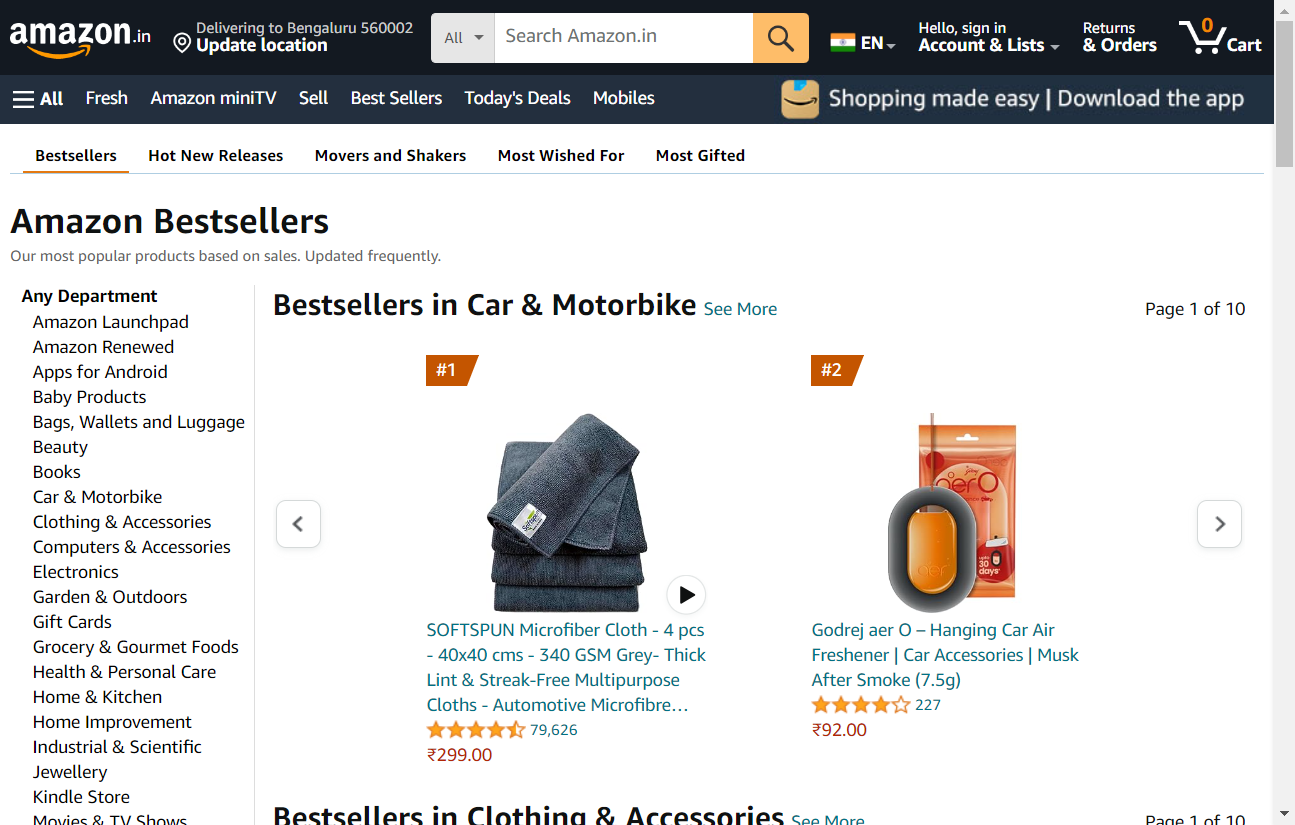 amazon.in
Delivering to Bengaluru 560002
Update location
All
Search Amazon.in
EN
Hello, sign in
Account & Lists
Returns
& Orders
0
Cart
All
Fresh
Amazon miniTV
Sell
Best Sellers
Today's Deals
Mobiles
Shopping made easy | Download the app
Bestsellers
Hot New Releases
Movers and Shakers
Most Wished For
Most Gifted
Amazon Bestsellers
Our most popular products based on sales. Updated frequently.
Any Department
Amazon Launchpad
Amazon Renewed
Apps for Android
Baby Products
Bags, Wallets and Luggage
Beauty
Books
Car & Motorbike
Clothing & Accessories
Computers & Accessories
Electronics
Garden & Outdoors
Gift Cards
Grocery & Gourmet Foods
Health & Personal Care
Home & Kitchen
Home Improvement
Industrial & Scientific
Jewellery
Kindle Store
Movies & TV Shows
Bestsellers in Car & Motorbike See More
Page 1 of 10
#1
Softspun
SOFTSPUN Microfiber Cloth - 4 pcs
- 40x40 cms - 340 GSM Grey- Thick
Lint & Streak-Free Multipurpose
Cloths - Automotive Microfibre…
79,626
₹299.00
#2
Godrej
aerO
aer
30
days
Godrej aer O – Hanging Car Air
Freshener | Car Accessories | Musk
After Smoke (7.5g)
227
₹92.00
Bestsellers in Clothing & Accessories See More
Page 1 of 10